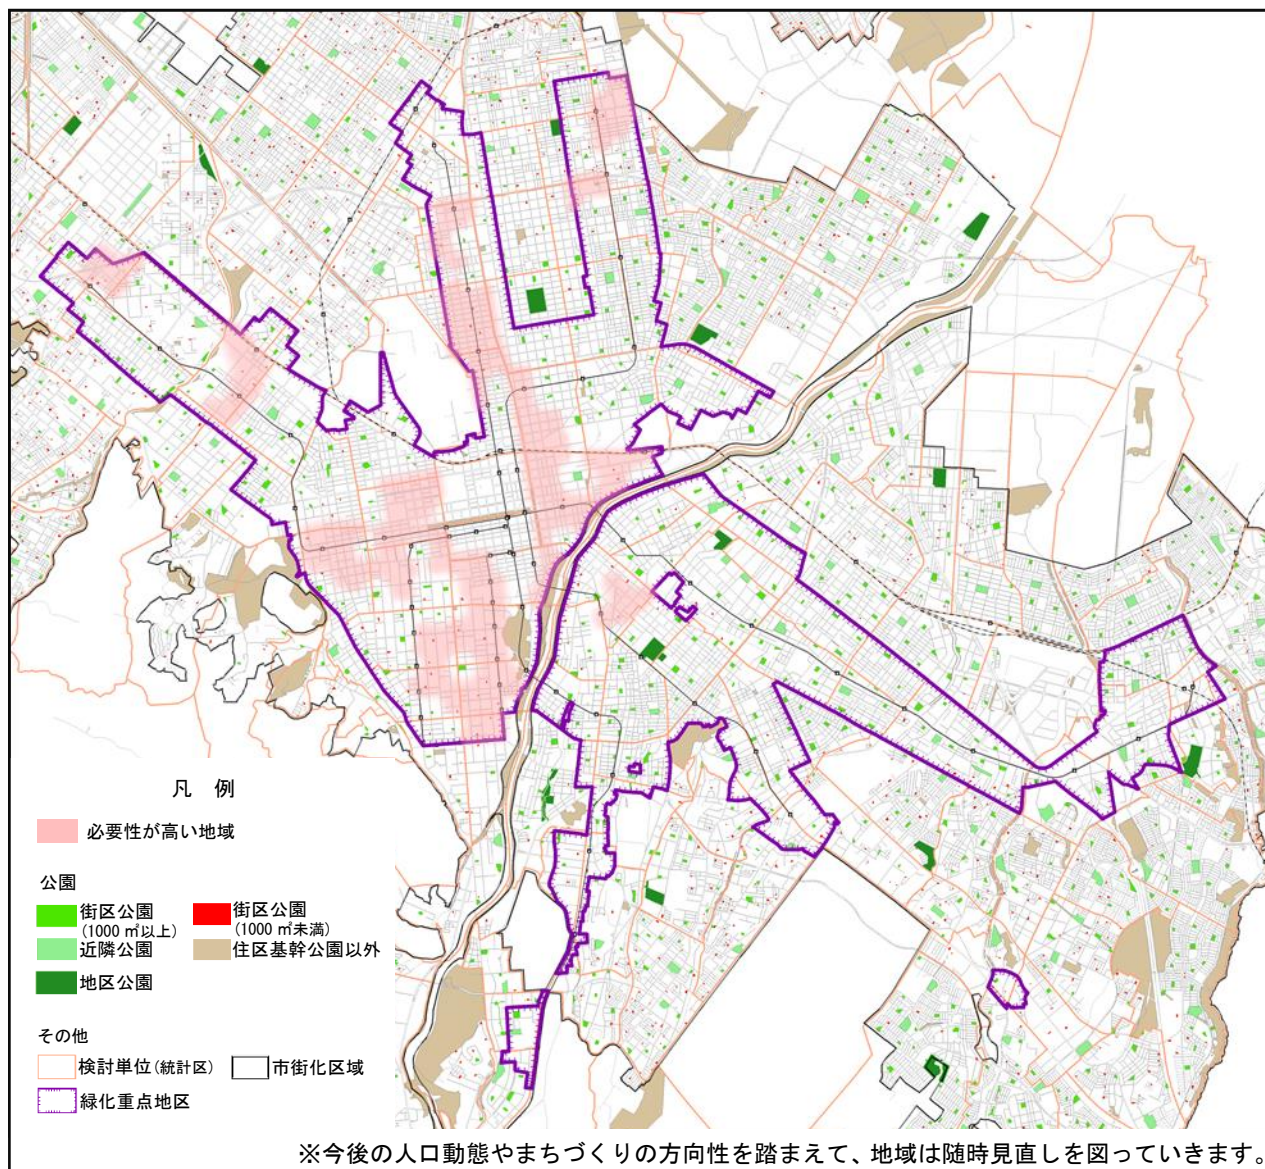 凡 例
必要性が高い地域
公園
街区公園
(1000 ㎡以上)
街区公園
(1000 ㎡未満)
近隣公園
住区基幹公園以外
地区公園
その他
検討単位(統計区)
市街化区域
緑化重点地区
※今後の人口動態やまちづくりの方向性を踏まえて、地域は随時見直しを図っていきます。